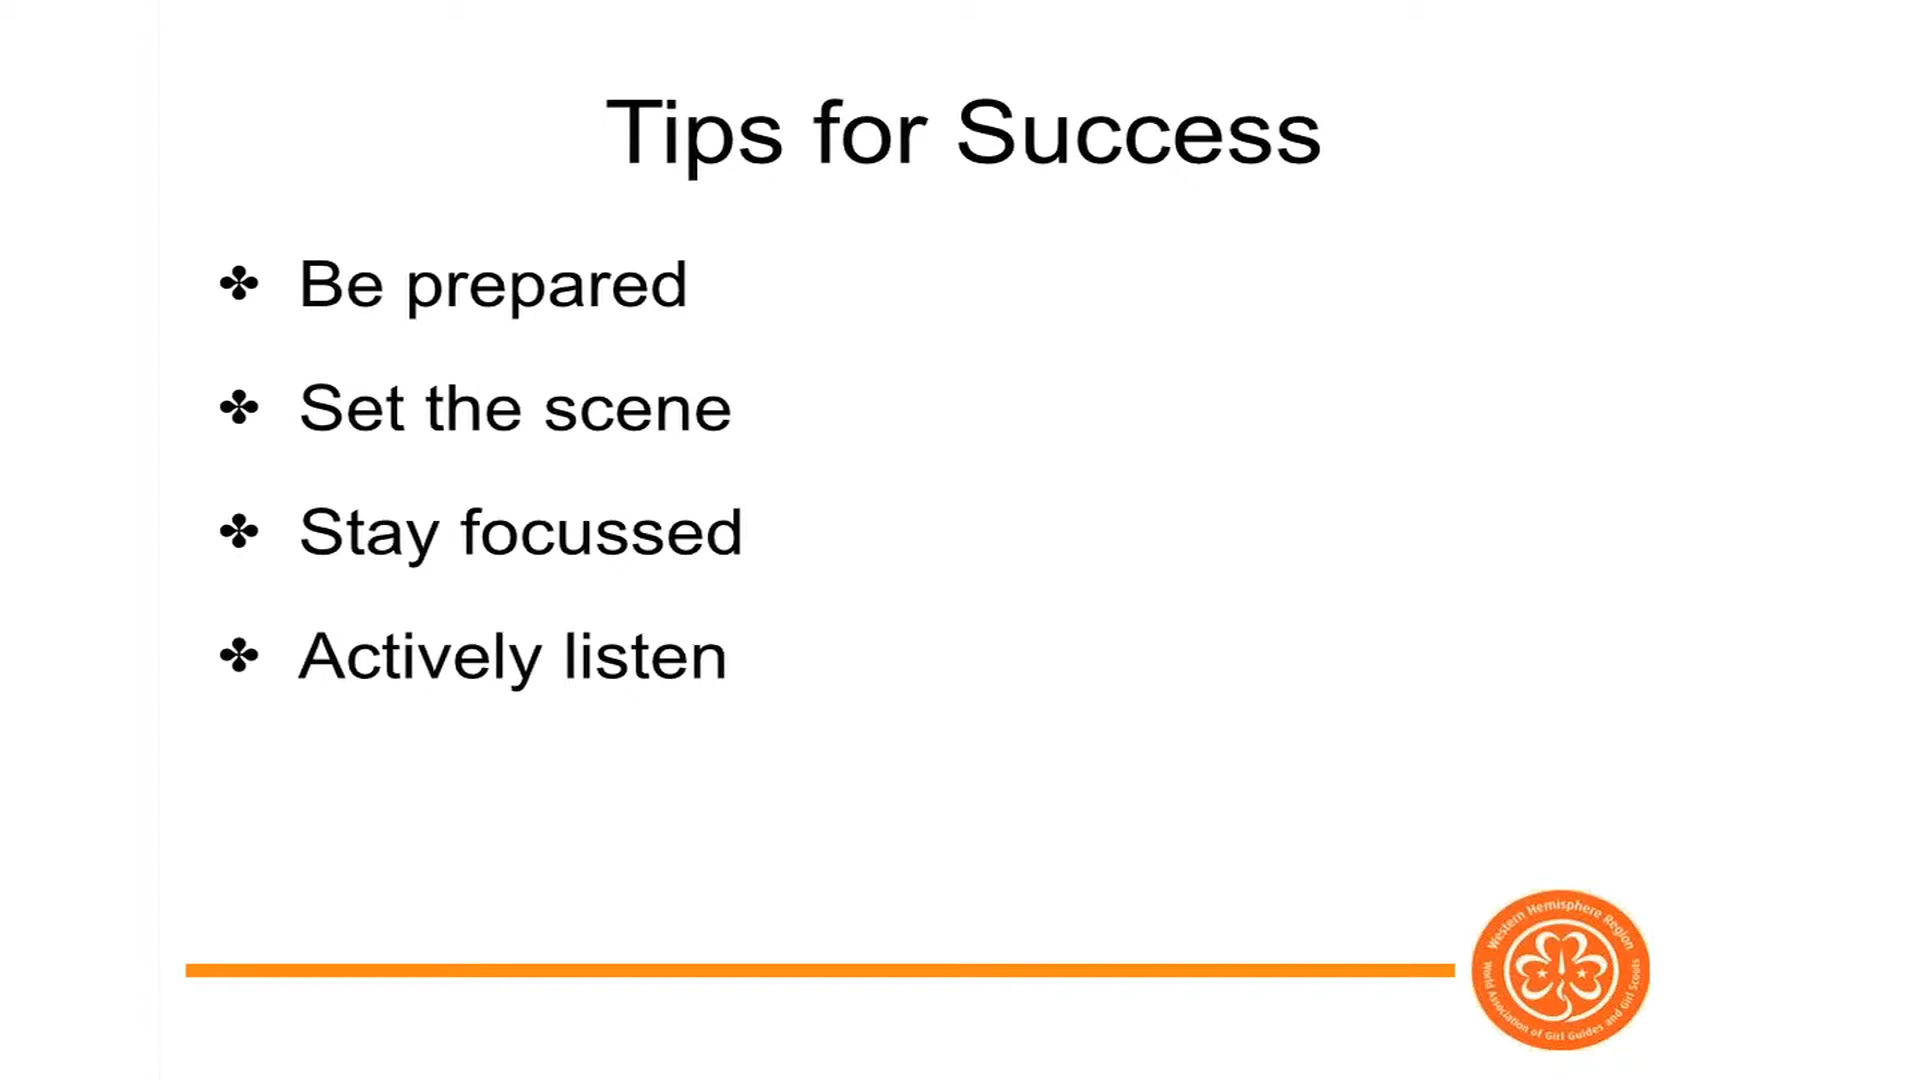 Tips for Success
✤ Be prepared
✤ Set the scene
✤ Stay focussed
✤ Actively listen
Western Hemisphere Region
World Association of Girl Guides and Girl Scouts